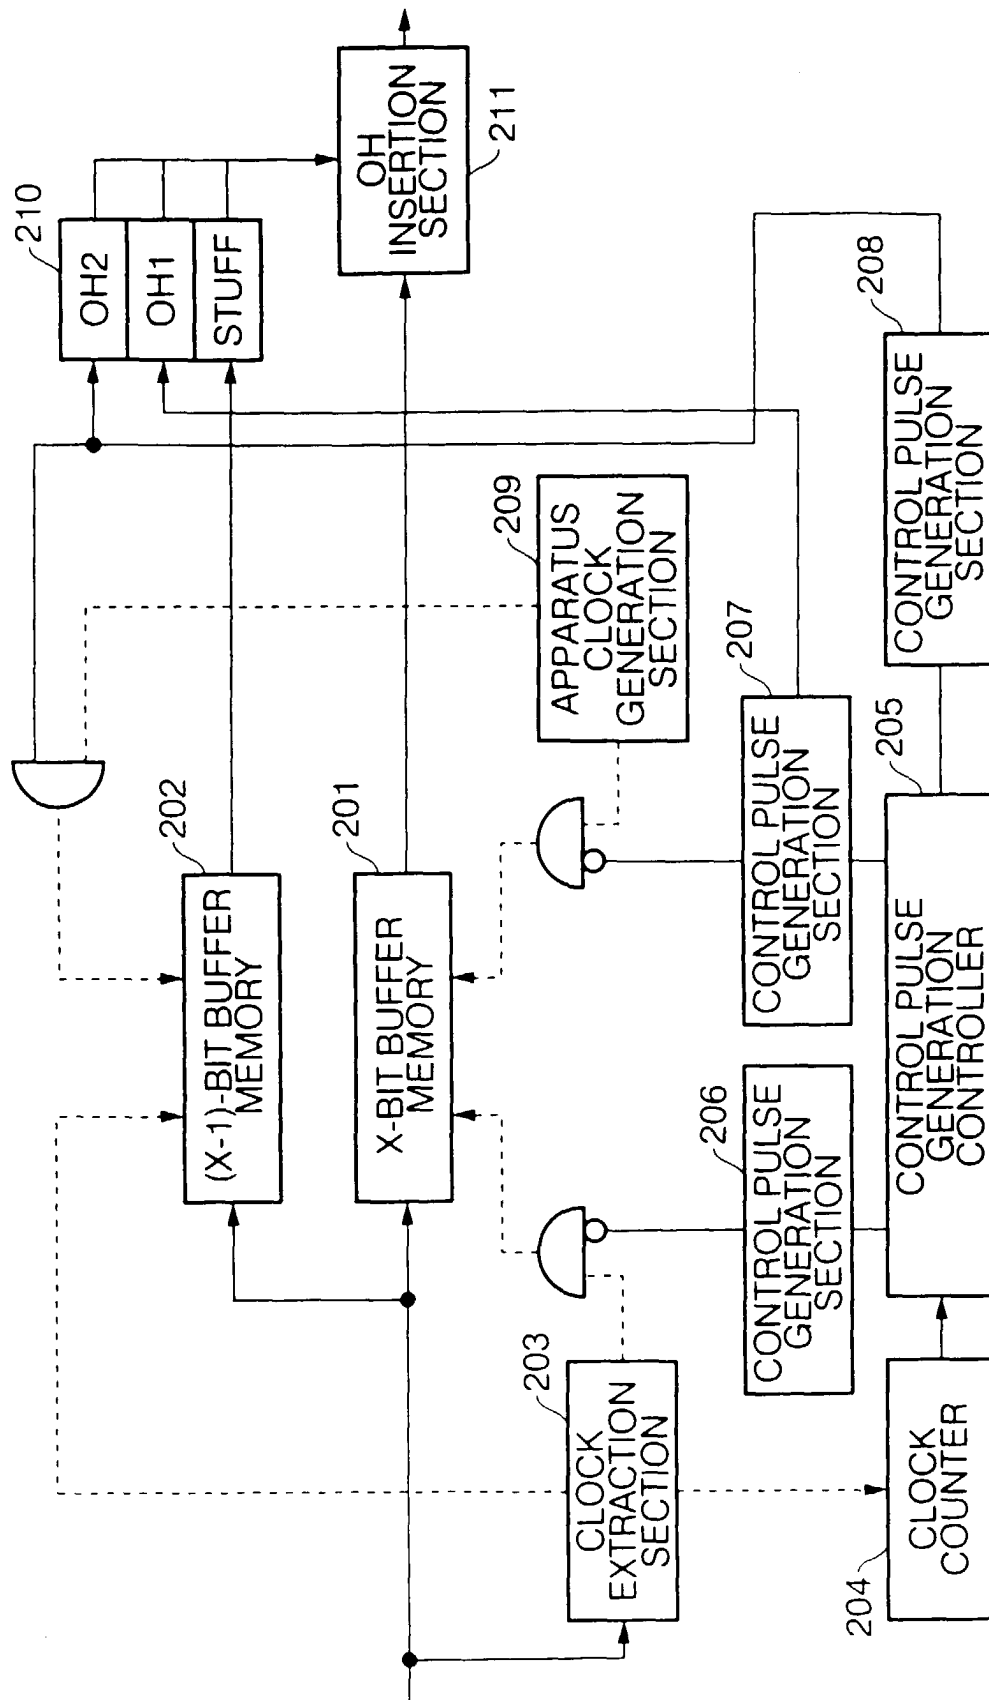 210
OH2
OH1
STUFF
OH
INSERTION
SECTION
211
202
(X-1)-BIT BUFFER
MEMORY
201
X-BIT BUFFER
MEMORY
209
APPARATUS
CLOCK
GENERATION
SECTION
203
CLOCK
EXTRACTION
SECTION
206
CONTROL PULSE
GENERATION
SECTION
207
CONTROL PULSE
GENERATION
SECTION
208
CONTROL PULSE
GENERATION
SECTION
204
CLOCK
COUNTER
205
CONTROL PULSE
GENERATION
CONTROLLER